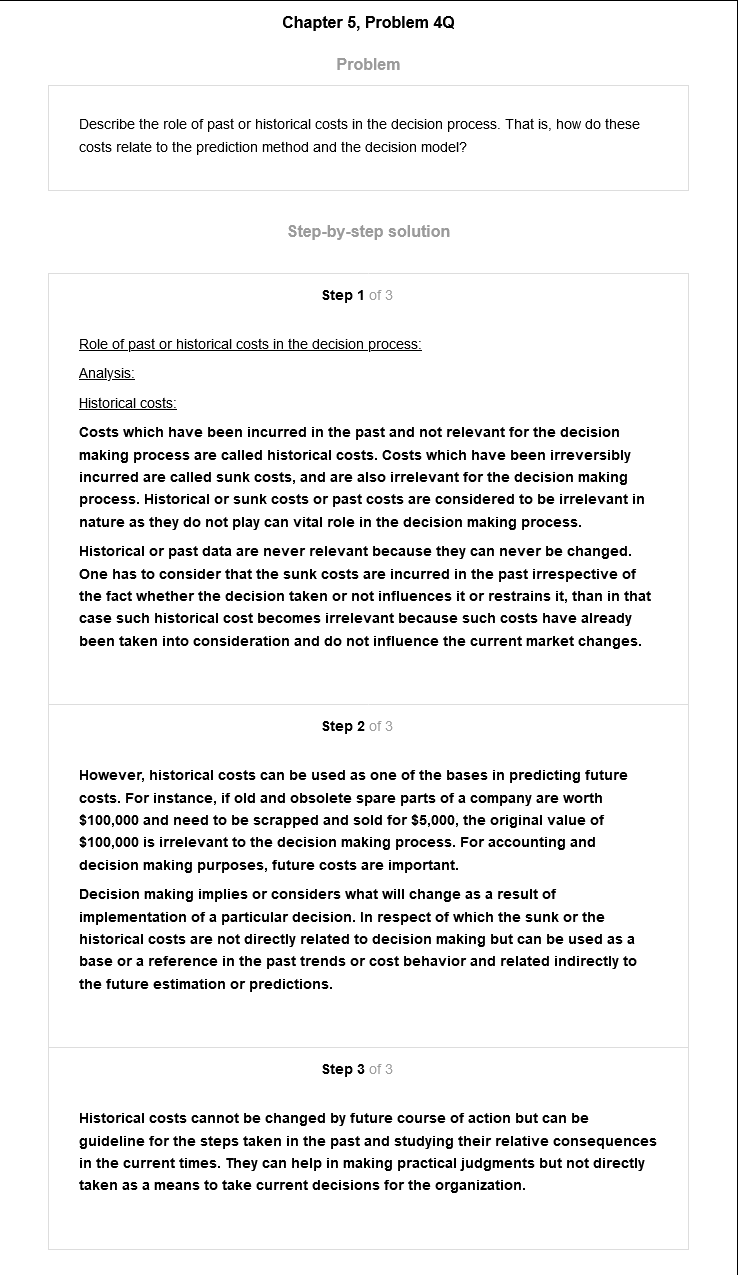 Chapter 5, Problem 4Q
Problem
Describe the role of past or historical costs in the decision process. That is, how do these
costs relate to the prediction method and the decision model?
Step-by-step solution
Step 1 of 3
Role of past or historical costs in the decision process:
Analysis:
Historical costs:
Costs which have been incurred in the past and not relevant for the decision
making process are called historical costs. Costs which have been irreversibly
incurred are called sunk costs, and are also irrelevant for the decision making
process. Historical or sunk costs or past costs are considered to be irrelevant in
nature as they do not play can vital role in the decision making process.
Historical or past data are never relevant because they can never be changed.
One has to consider that the sunk costs are incurred in the past irrespective of
the fact whether the decision taken or not influences it or restrains it, than in that
case such historical cost becomes irrelevant because such costs have already
been taken into consideration and do not influence the current market changes.
Step 2 of 3
However, historical costs can be used as one of the bases in predicting future
costs. For instance, if old and obsolete spare parts of a company are worth
$100,000 and need to be scrapped and sold for $5,000, the original value of
$100,000 is irrelevant to the decision making process. For accounting and
decision making purposes, future costs are important.
Decision making implies or considers what will change as a result of
implementation of a particular decision. In respect of which the sunk or the
historical costs are not directly related to decision making but can be used as a
base or a reference in the past trends or cost behavior and related indirectly to
the future estimation or predictions.
Step 3 of 3
Historical costs cannot be changed by future course of action but can be
guideline for the steps taken in the past and studying their relative consequences
in the current times. They can help in making practical judgments but not directly
taken as a means to take current decisions for the organization.